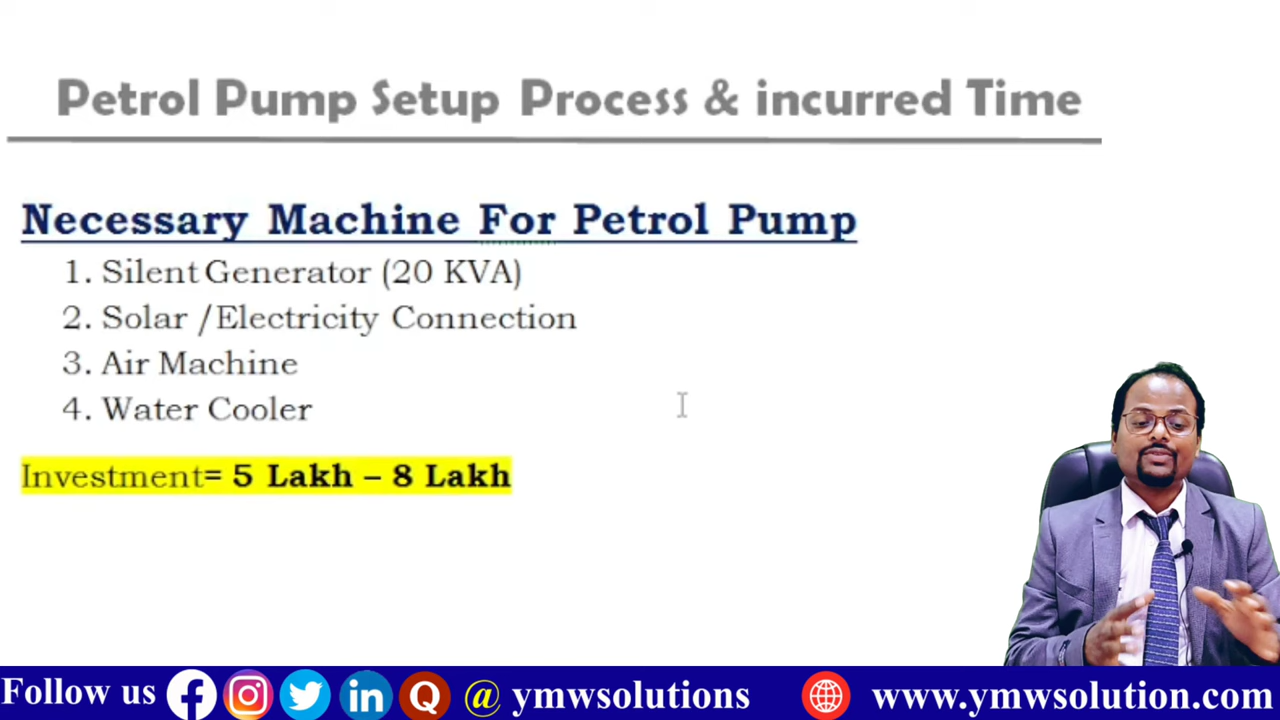 Petrol Pump Setup Process & incurred Time
Necessary Machine For Petrol Pump
1. Silent Generator (20 KVA)
2. Solar /Electricity Connection
3. Air Machine
4. Water Cooler
Investment= 5 Lakh – 8 Lakh
Follow us @ ymwsolutions www.ymwsolution.com